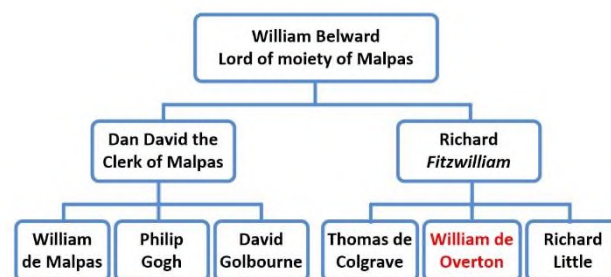 William Belward
Lord of moiety of Malpas
Dan David the
Clerk of Malpas
Richard
Fitzwilliam
William
de Malpas
Philip
Gogh
David
Golbourne
Thomas de
Colgrave
William de
Overton
Richard
Little